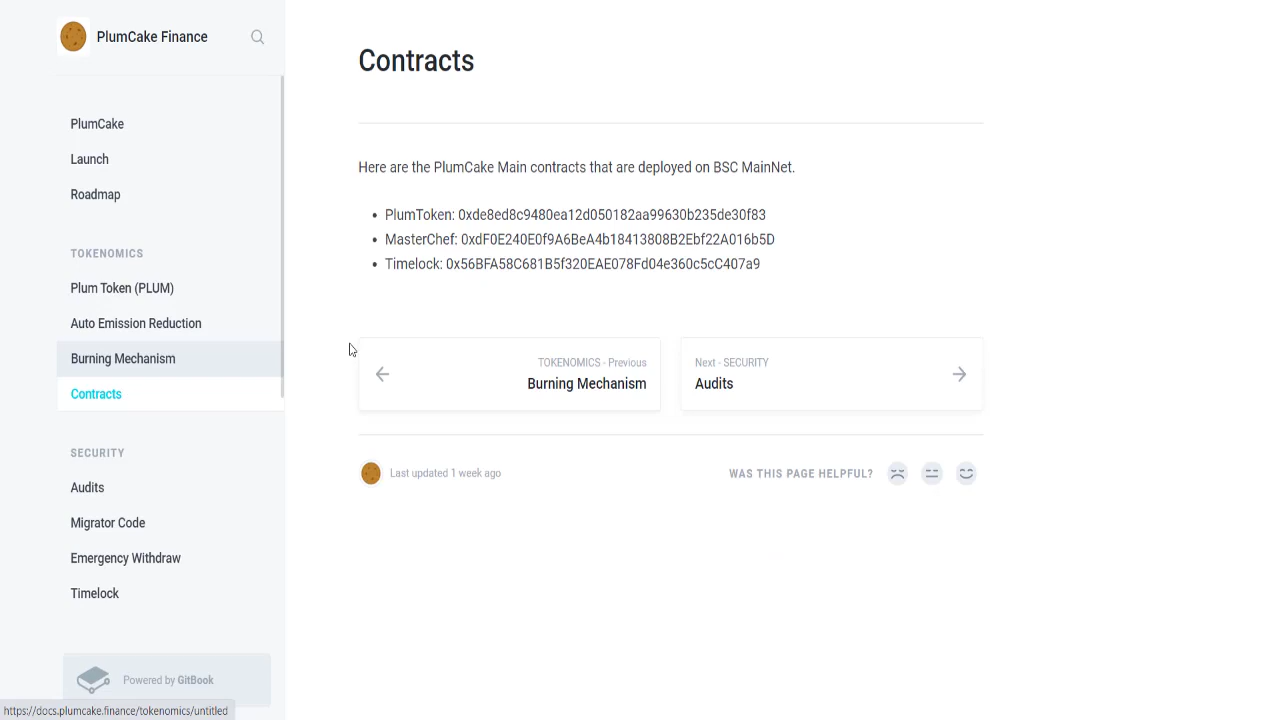 PlumCake Finance
PlumCake
Launch
Roadmap
TOKENOMICS
Plum Token (PLUM)
Auto Emission Reduction
Burning Mechanism
Contracts
SECURITY
Audits
Migrator Code
Emergency Withdraw
Timelock
Powered by GitBook
https://docs.plumcake.finance/tokenomics/untitled
Contracts
Here are the PlumCake Main contracts that are deployed on BSC MainNet.
• PlumToken: 0xde8ed8c9480ea12d050182aa99630b235de30f83
• MasterChef: 0xdF0E240E0f9A6BeA4b18413808B2Ebf22A016b5D
• Timelock: 0x56BFA58C681B5f320EAE078Fd04e360c5cC407a9
TOKENOMICS - Previous
Burning Mechanism
Next - SECURITY
Audits
Last updated 1 week ago
WAS THIS PAGE HELPFUL?